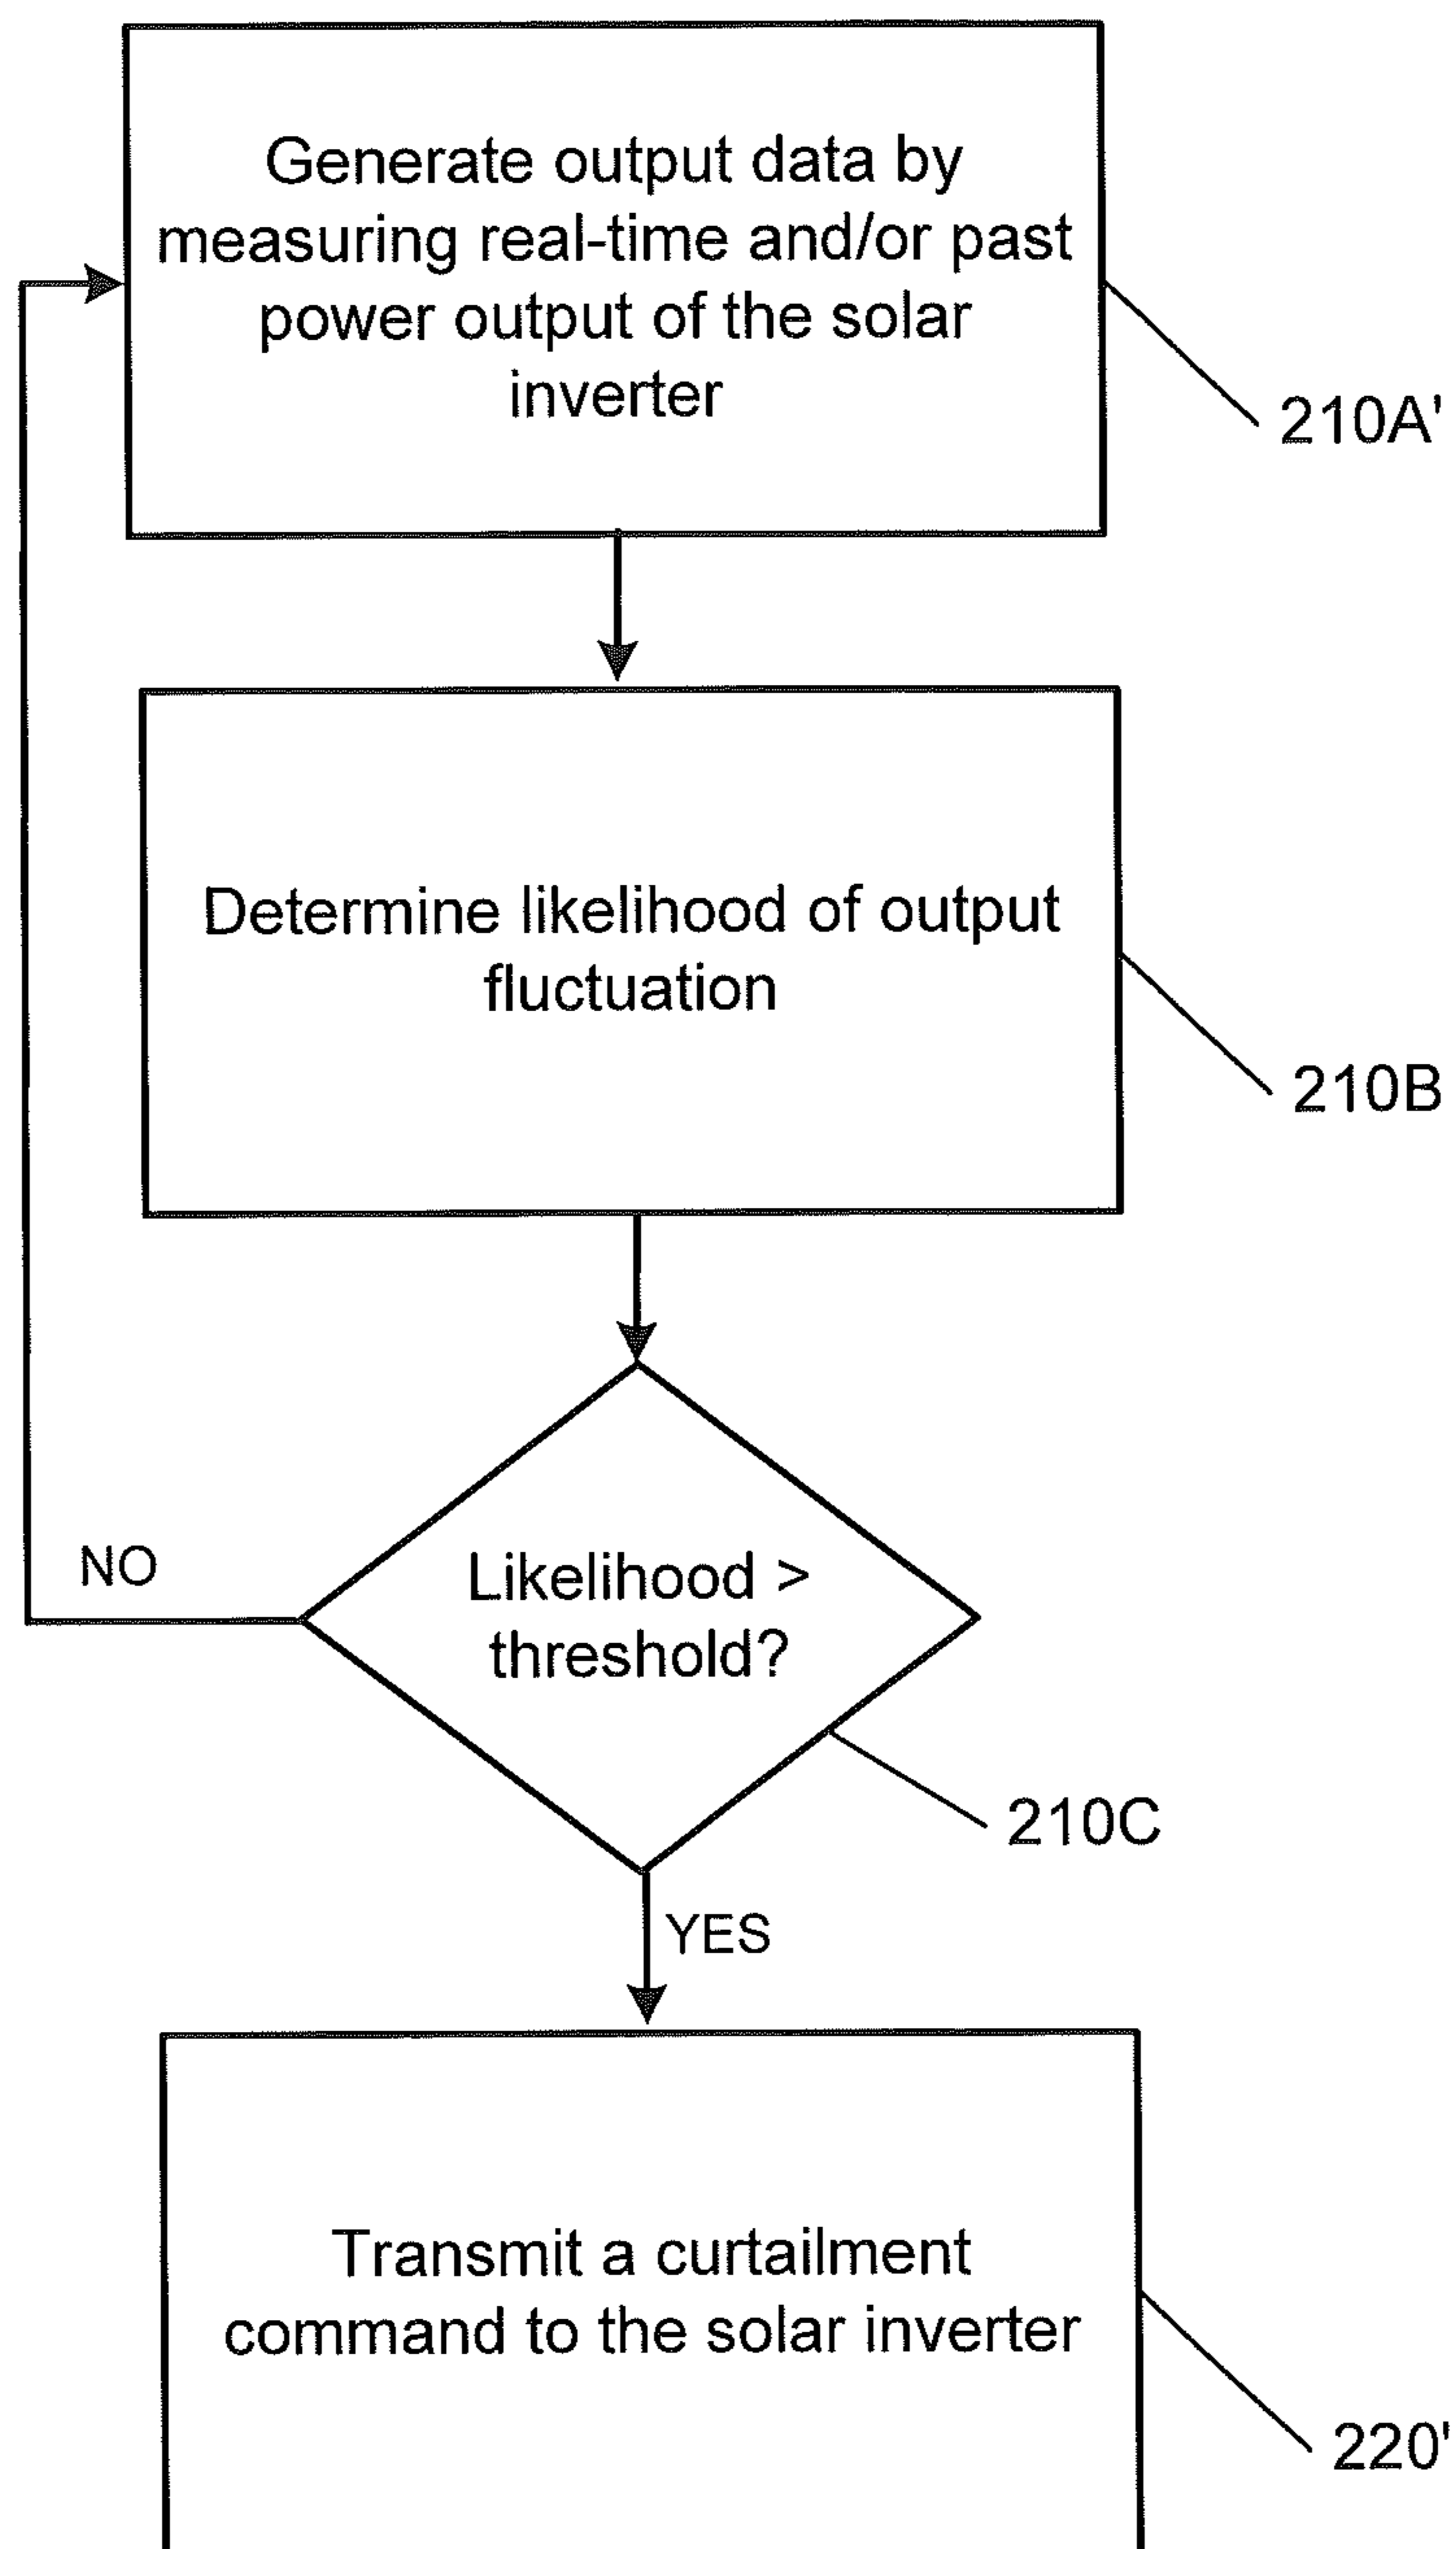 Generate output data by
measuring real-time and/or past
power output of the solar
inverter
210A'
Determine likelihood of output
fluctuation
210B
Likelihood >
threshold?
NO
210C
YES
Transmit a curtailment
command to the solar inverter
220'